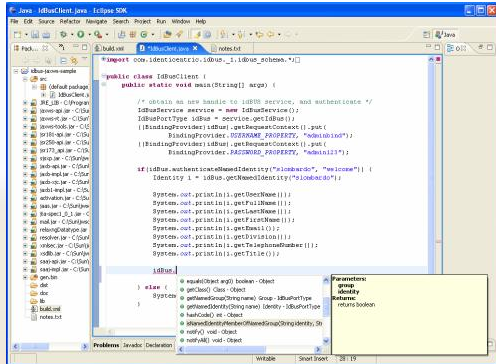 Java - IdBusClient.java - Eclipse SDK
File Edit Source Refactor Navigate Search Project Run Window Help
Java
build.xml
*IdBusClient.java
notes.txt
idbus-jaxws-sample
src
(default package
IdBusClient.j
import com.identicentric.idbus._1.idbus_schema.*;
public class IdBusClient {
public static void main(String[] args) {
/* obtain an new handle to idBUS service, and authenticate */
IdBusService service = new IdBusService();
IdBusPortType idBus = service.getIdBus();
((BindingProvider)idBus).getRequestContext().put(
BindingProvider.USERNAME_PROPERTY, "adminbind");
((BindingProvider)idBus).getRequestContext().put(
BindingProvider.PASSWORD_PROPERTY, "admin123");
if(idBus.authenticateNamedIdentity("slombardo", "welcome")) {
Identity i = idBus.getNamedIdentity("slombardo");
System.out.println(i.getUserName());
System.out.println(i.getFullName());
System.out.println(i.getLastName());
System.out.println(i.getFirstName());
System.out.println(i.getEmail());
System.out.println(i.getDivision());
System.out.println(i.getTelephoneNumber());
System.out.println(i.getTitle());
idBus.
} else {
System
}
equals(Object arg0) boolean - Object
getClass() Class - Object
getNamedGroup(String name) Group - IdBusPortType
getNamedIdentity(String name) Identity - IdBusPortType
hashCode() int - Object
isNamedIdentityMemberOfNamedGroup(String identity, Str
notify() void - Object
notifyAll() void - Object
Parameters:
group
identity
Returns:
returns boolean
gen.bin
dist
doc
lib
build.xml
notes.txt
Problems Javadoc Declaration
Writable
Smart Insert
28 : 19